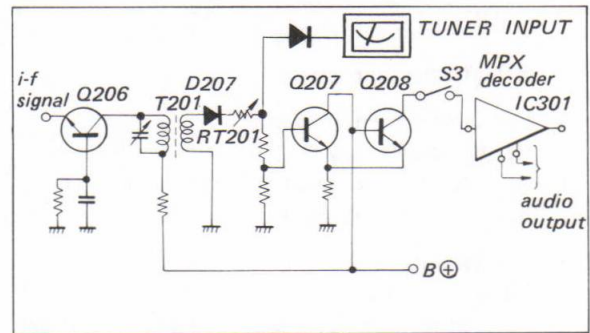 TUNER INPUT
i-f
signal
Q206
T201
D207
RT201
Q207
Q208
S3
MPX
decoder
IC301
audio
output
B⊕